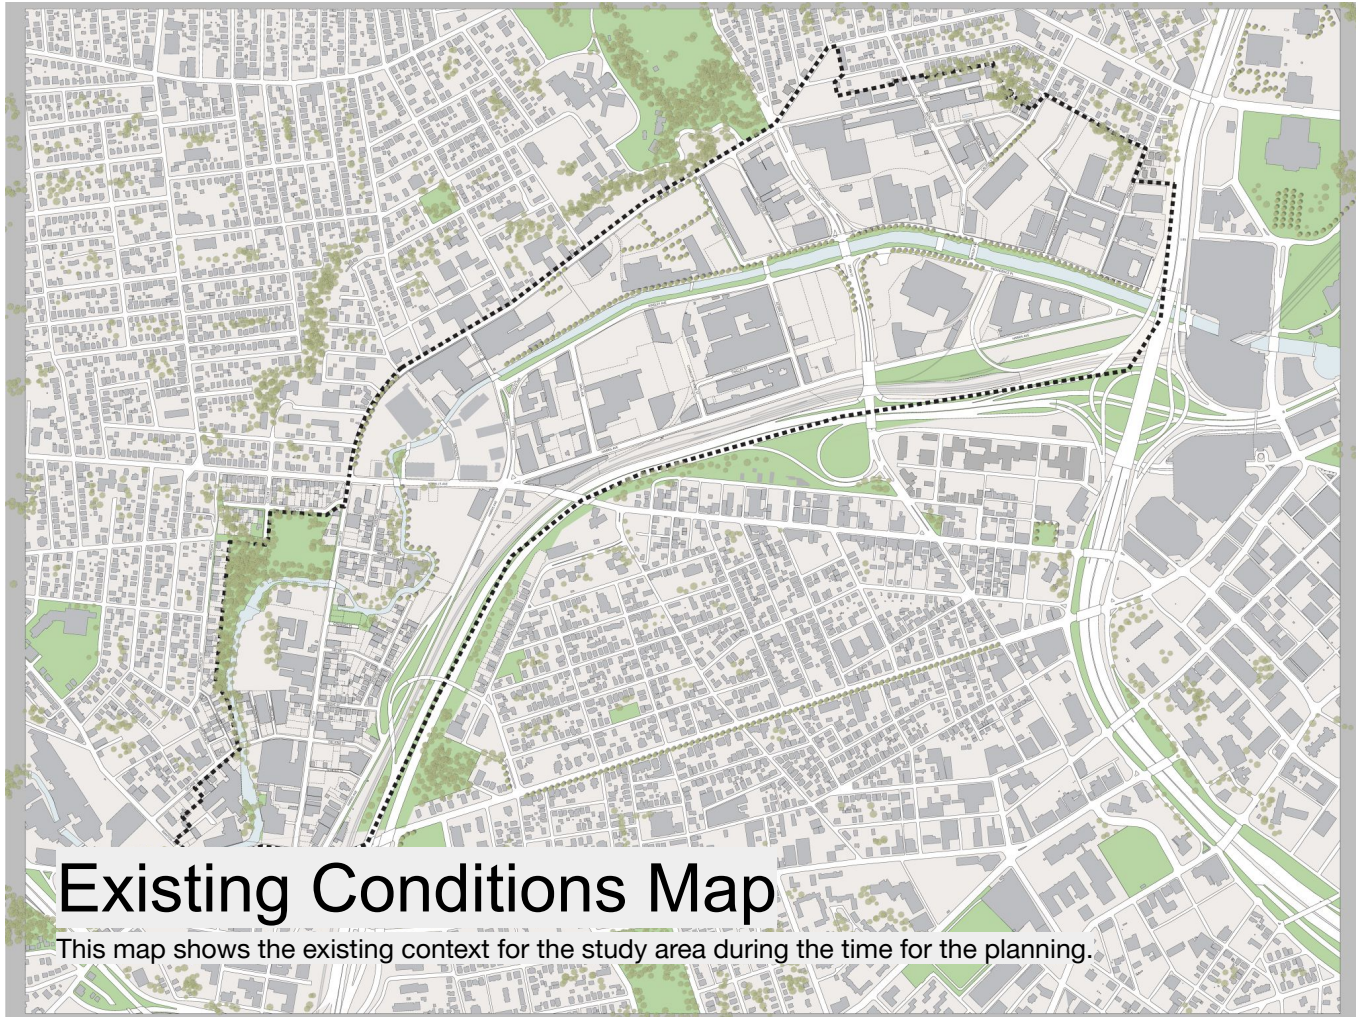 Existing Conditions Map
This map shows the existing context for the study area during the time for the planning.